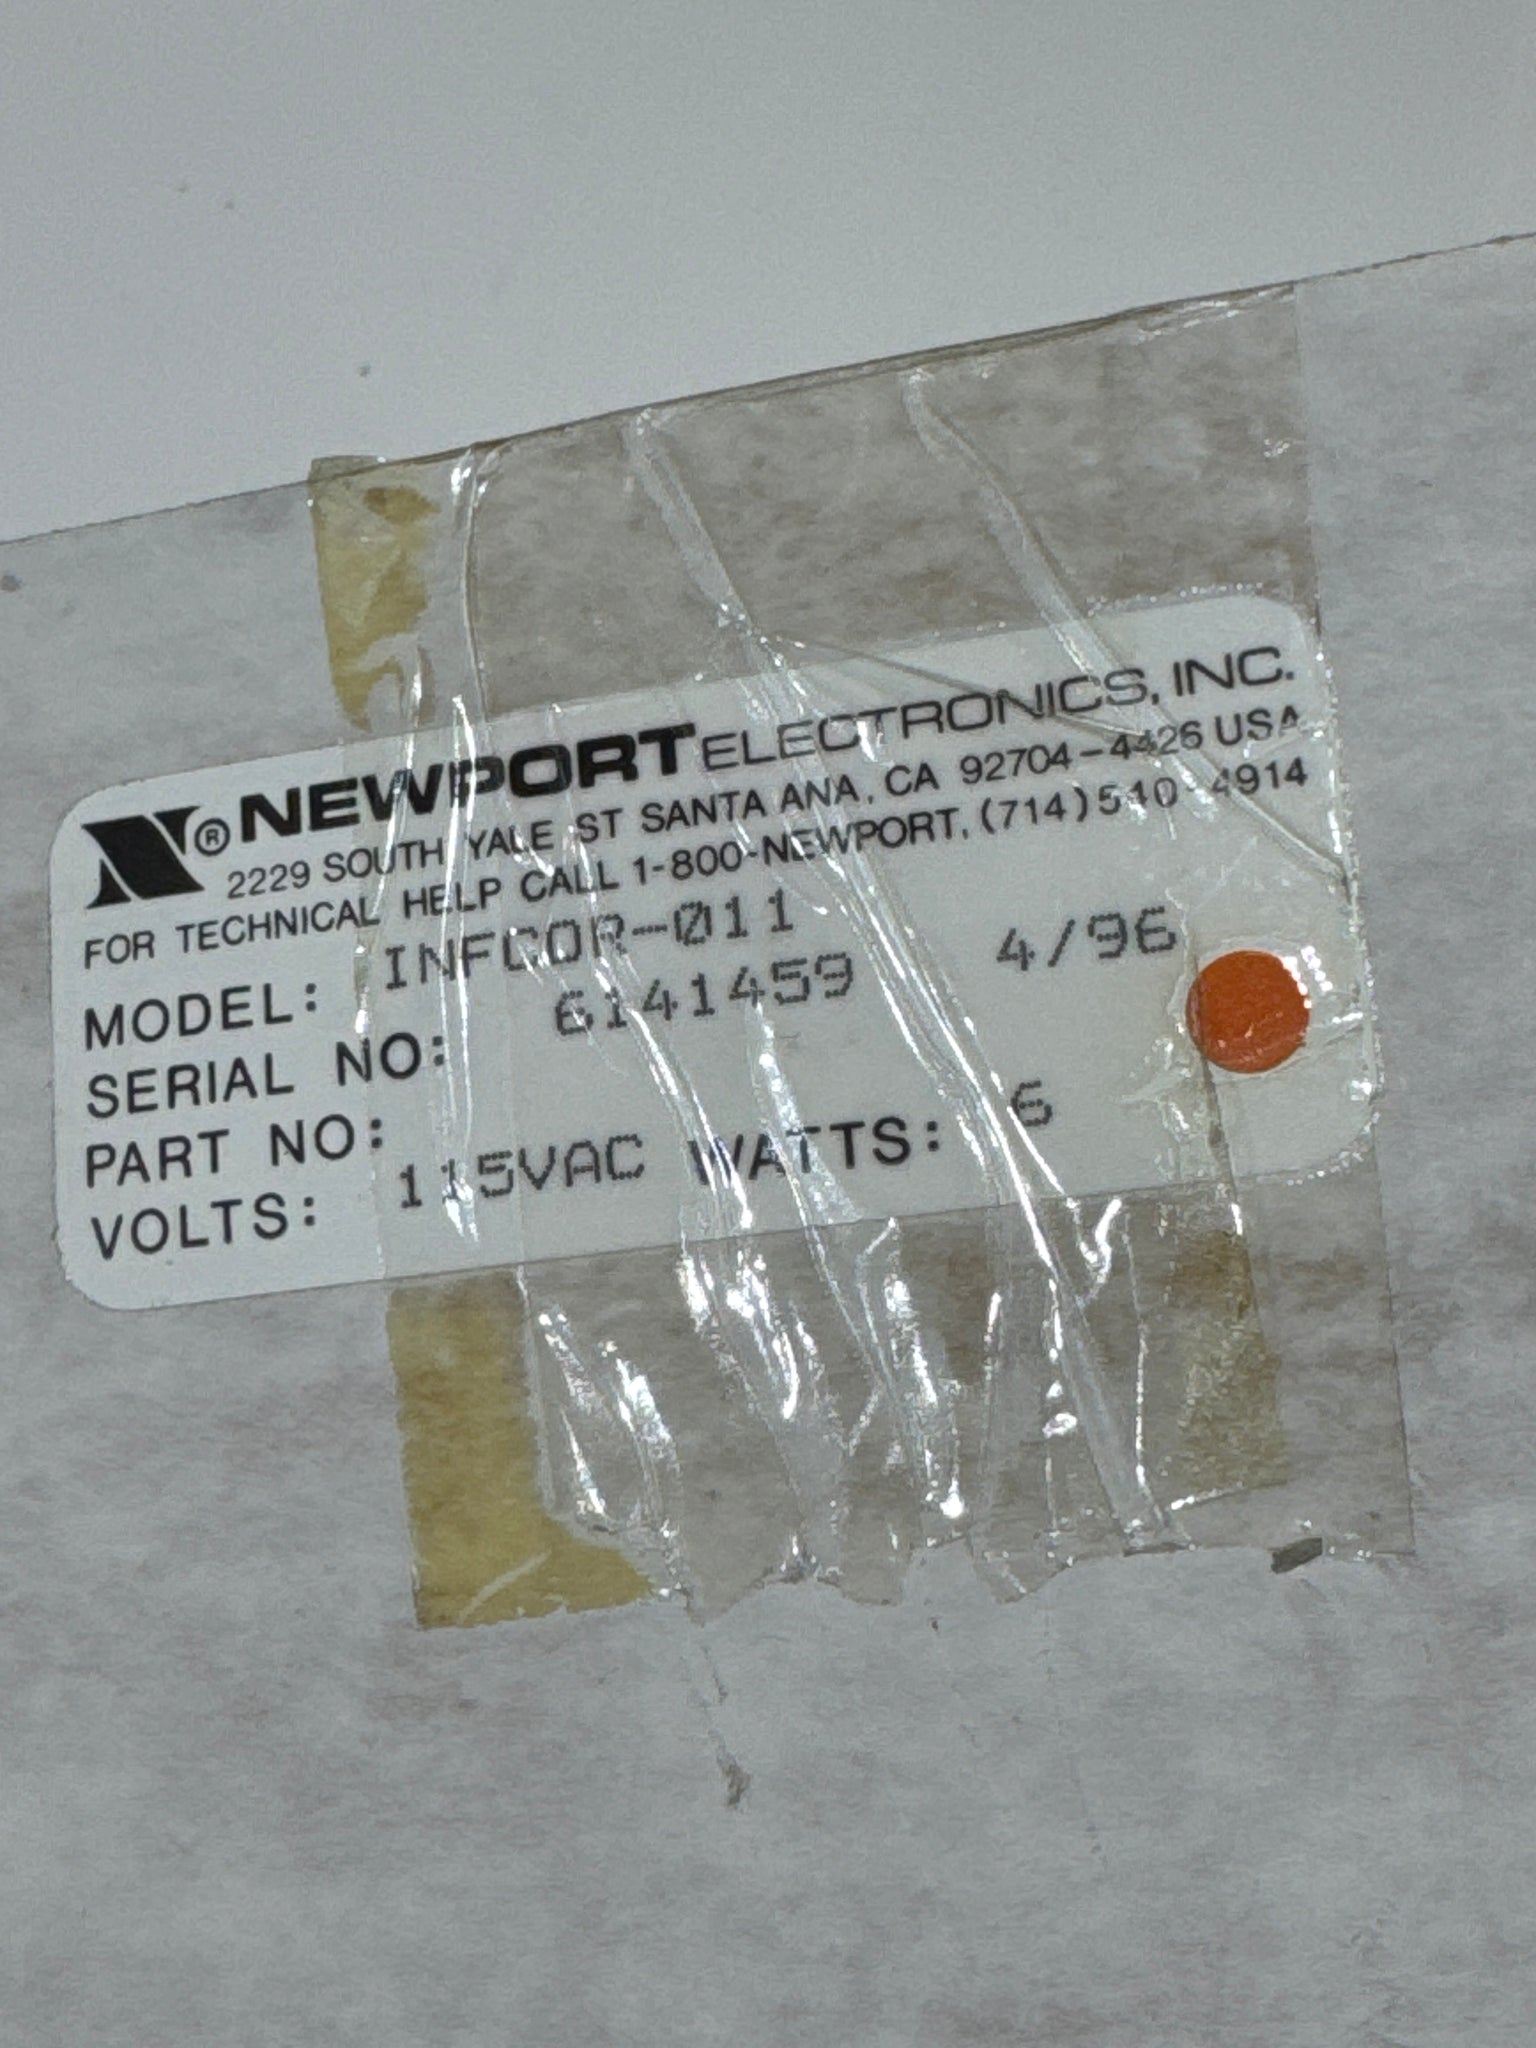 ® NEWPORT ELECTRONICS, INC.
2229 SOUTH YALE ST SANTA ANA, CA 92704-4426 USA
FOR TECHNICAL HELP CALL 1-800-NEWPORT, (714) 540-4914
MODEL: INFCOR-011
SERIAL NO: 6141459 4/96
PART NO:
VOLTS: 115VAC WATTS: 6